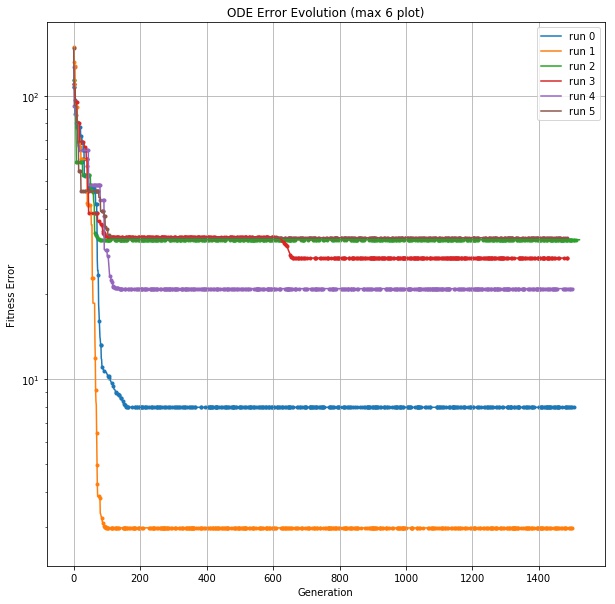 ODE Error Evolution (max 6 plot)
run 0
run 1
run 2
run 3
run 4
run 5
10²
10¹
Fitness Error
0 200 400 600 800 1000 1200 1400
Generation